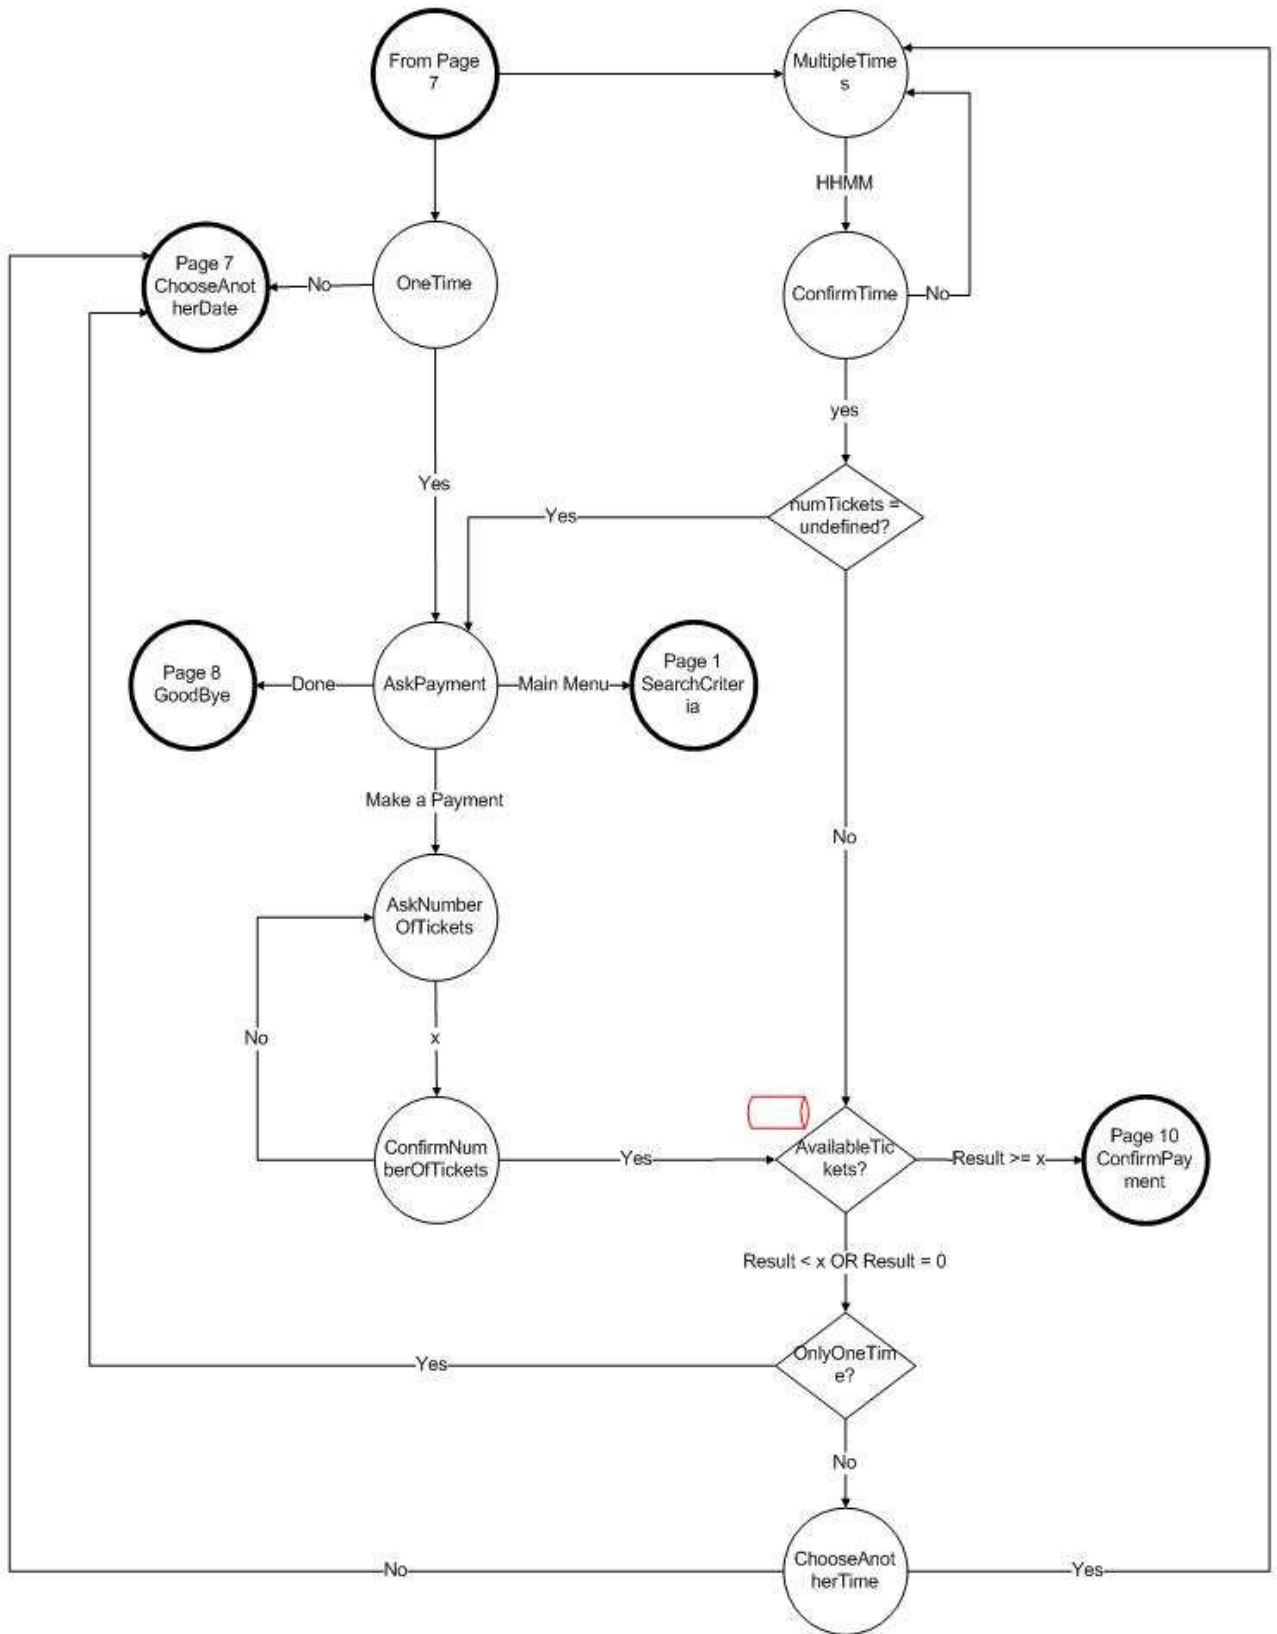 From Page
7
MultipleTime
s
HHMM
Page 7
ChooseAnot
herDate
No
OneTime
ConfirmTime
No
yes
Yes
Yes
numTickets =
undefined?
Page 8
GoodBye
Done
AskPayment
Main Menu
Page 1
SearchCriter
ia
Make a Payment
No
AskNumber
OfTickets
No
x
ConfirmNum
berOfTickets
Yes
AvailableTic
kets?
Result >= x
Page 10
ConfirmPay
ment
Result < x OR Result = 0
Yes
OnlyOneTim
e?
No
No
ChooseAnot
herTime
Yes